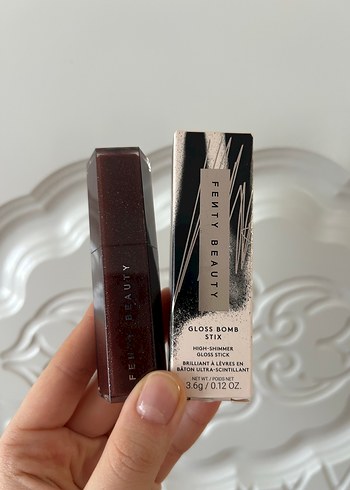 FENTY BEAUTY
FEИTY BEAUTY
GLOSS BOMB
STIX
HIGH-SHIMMER
GLOSS STICK
BRILLIANT À LÈVRES EN
BÂTON ULTRA-SCINTILLANT
NET WT / POIDS NET
3.6g / 0.12 OZ.